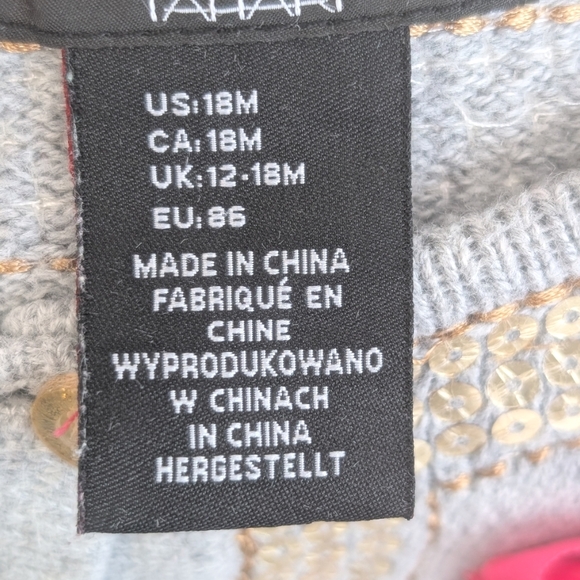 TAHARI
US:18M
CA:18M
UK:12-18M
EU:86
MADE IN CHINA
FABRIQUÉ EN
CHINE
WYPRODUKOWANO
W CHINACH
IN CHINA
HERGESTELLT